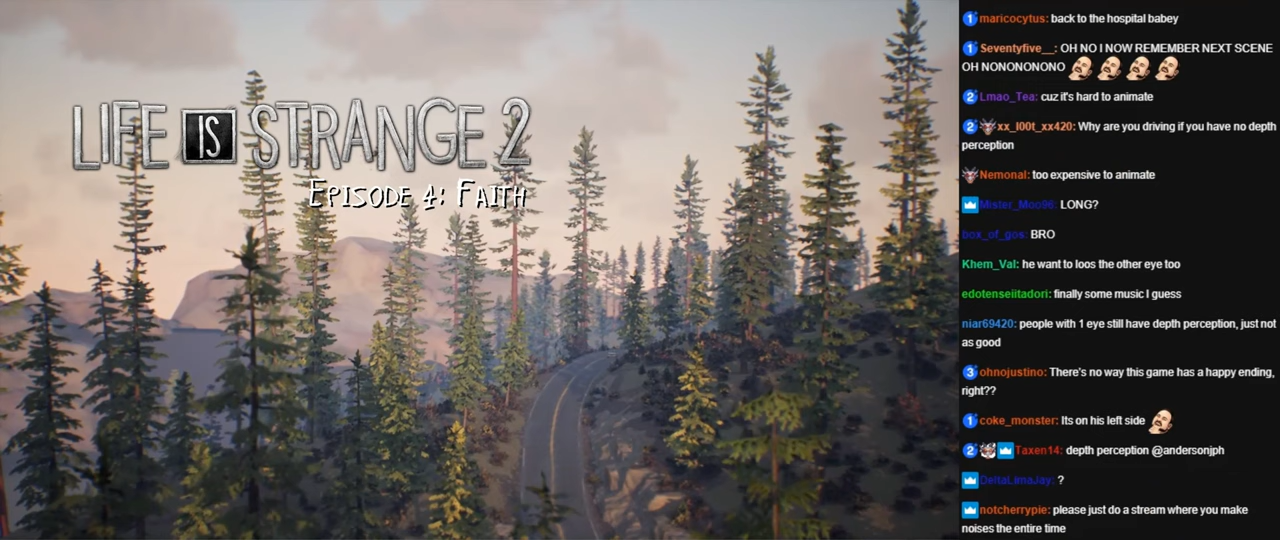 LIFE IS STRANGE 2
EPISODE 4: FAITH
maricocytus: back to the hospital babey
Seventyfive__: OH NO I NOW REMEMBER NEXT SCENE
OH NONONONONO
Lmao_Tea: cuz it's hard to animate
xx_l00t_xx420: Why are you driving if you have no depth
perception
Nemonal: too expensive to animate
Mister_Moo96: LONG?
box_of_gos: BRO
Khem_Val: he want to loos the other eye too
edotenseiitadori: finally some music I guess
niar69420: people with 1 eye still have depth perception, just not
as good
ohnojustino: There's no way this game has a happy ending,
right??
coke_monster: Its on his left side
Taxen14: depth perception @andersonjph
DeltaLimaJay: ?
notcherrypie: please just do a stream where you make
noises the entire time